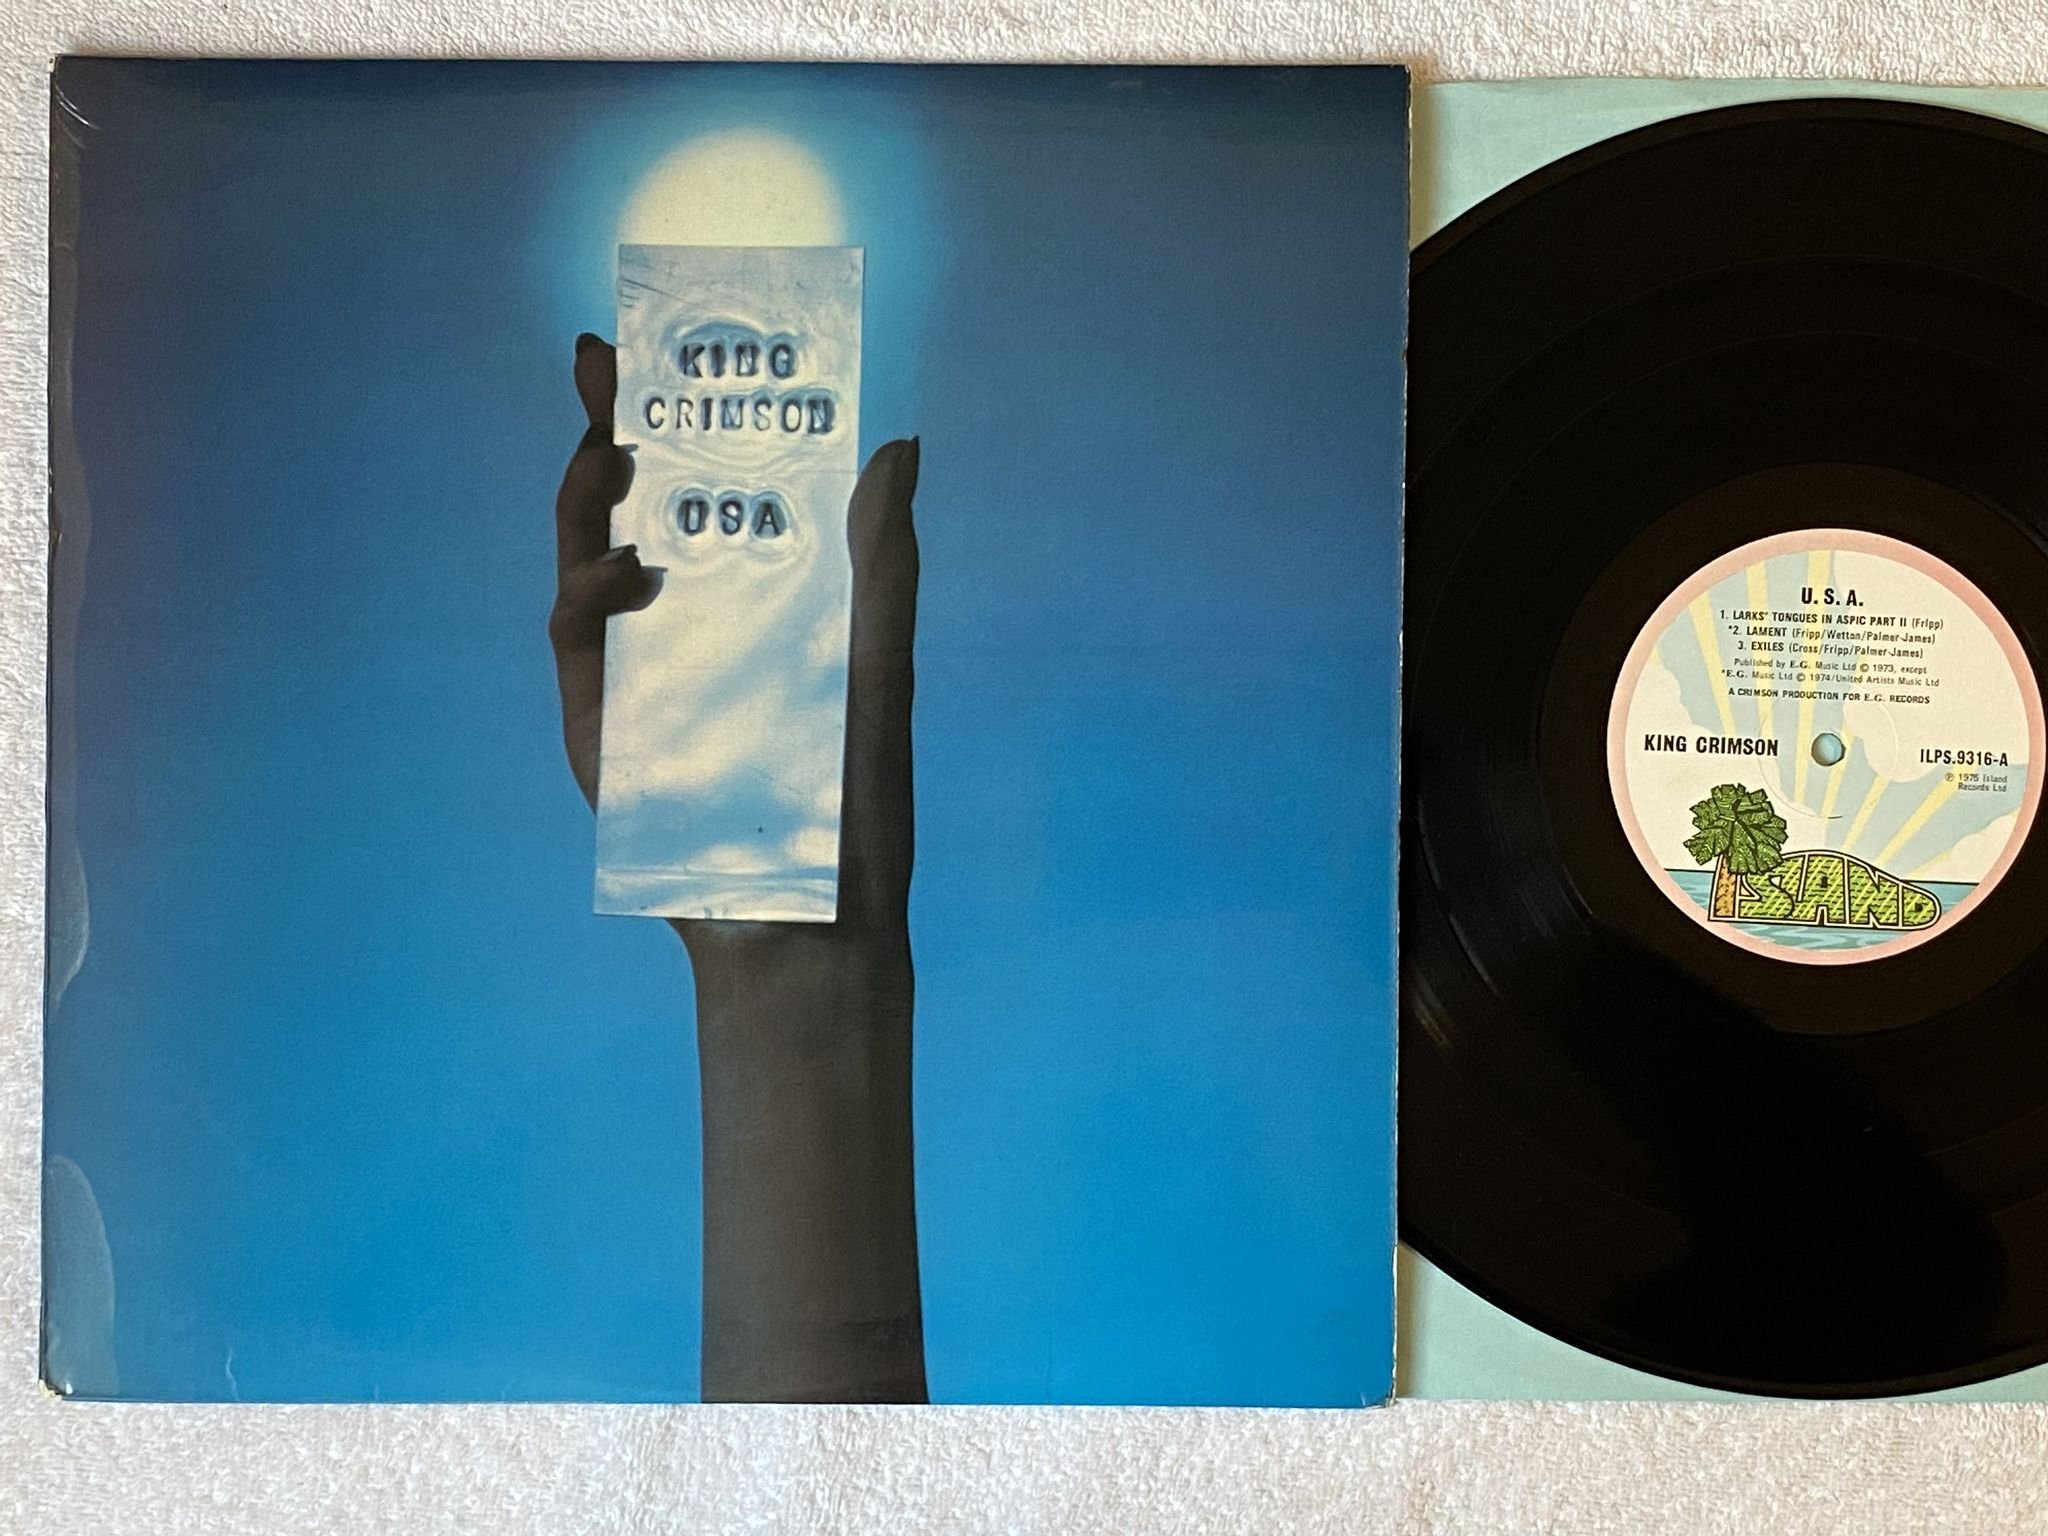 KING
CRIMSON
USA
U. S. A.
1. LARKS' TONGUES IN ASPIC PART II (Fripp)
*2. LAMENT (Fripp/Wetton/Palmer-James)
3. EXILES (Cross/Fripp/Palmer-James)
Published by E.G. Music Ltd © 1973, except
*E.G. Music Ltd © 1974/United Artists Music Ltd
A CRIMSON PRODUCTION FOR E.G. RECORDS
KING CRIMSON
ILPS.9316-A
℗ 1975 Island
Records Ltd
ISLAND